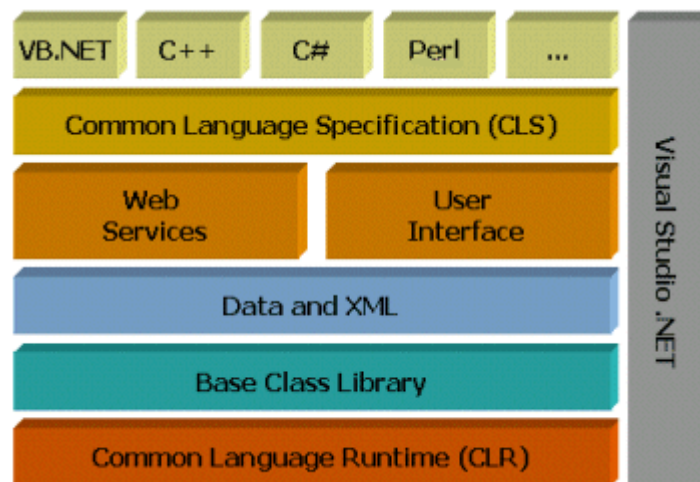 VB.NET
C++
C#
Perl
...
Common Language Specification (CLS)
Web
Services
User
Interface
Data and XML
Base Class Library
Common Language Runtime (CLR)
Visual Studio .NET